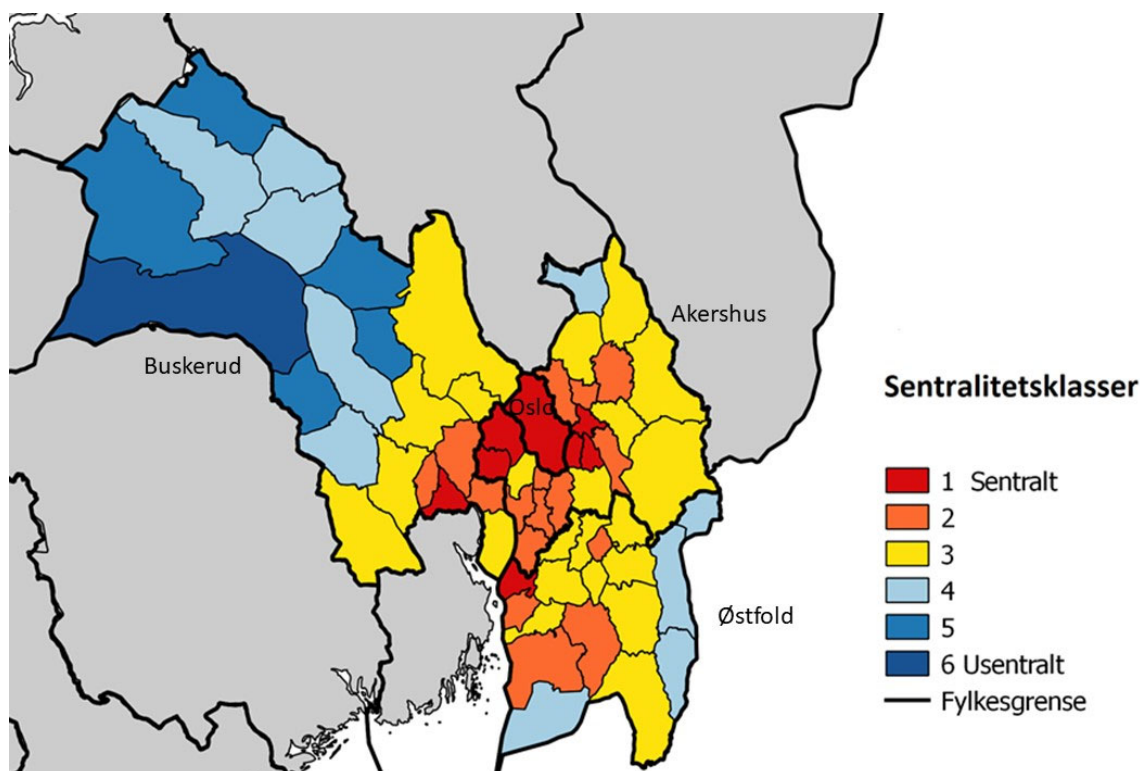 Akershus
Buskerud
Oslo
Østfold
Sentralitetsklasser
1 Sentralt
2
3
4
5
6 Usentralt
Fylkesgrense